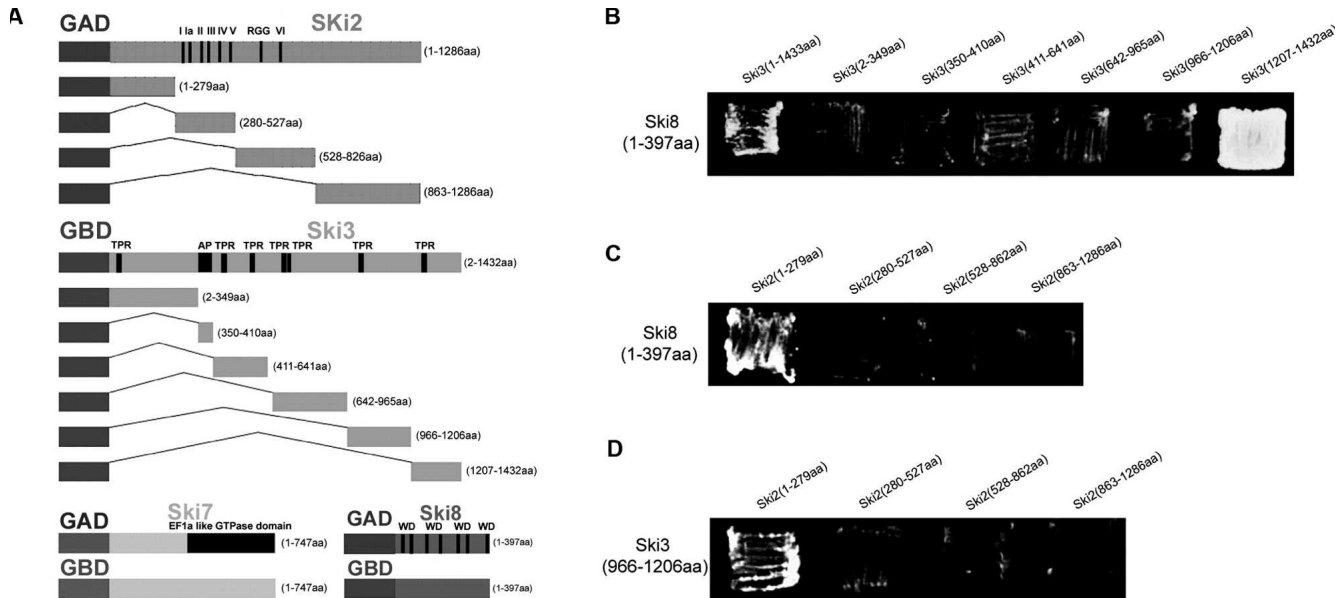 A
GAD
SKi2
I Ia II III IV V RGG VI
(1-1286aa)
(1-279aa)
(280-527aa)
(528-826aa)
(863-1286aa)
GBD
Ski3
TPR AP TPR TPR TPR TPR TPR TPR
(2-1432aa)
(2-349aa)
(350-410aa)
(411-641aa)
(642-965aa)
(966-1206aa)
(1207-1432aa)
Ski7
GAD
EF1a like GTPase domain
(1-747aa)
GBD
(1-747aa)
Ski8
GAD
WD WD WD WD
(1-397aa)
GBD
(1-397aa)
B
Ski3(1-1433aa)
Ski3(2-349aa)
Ski3(350-410aa)
Ski3(411-641aa)
Ski3(642-965aa)
Ski3(966-1206aa)
Ski3(1207-1432aa)
Ski8
(1-397aa)
C
Ski2(1-279aa)
Ski2(280-527aa)
Ski2(528-862aa)
Ski2(863-1286aa)
Ski8
(1-397aa)
D
Ski2(1-279aa)
Ski2(280-527aa)
Ski2(528-862aa)
Ski2(863-1286aa)
Ski3
(966-1206aa)